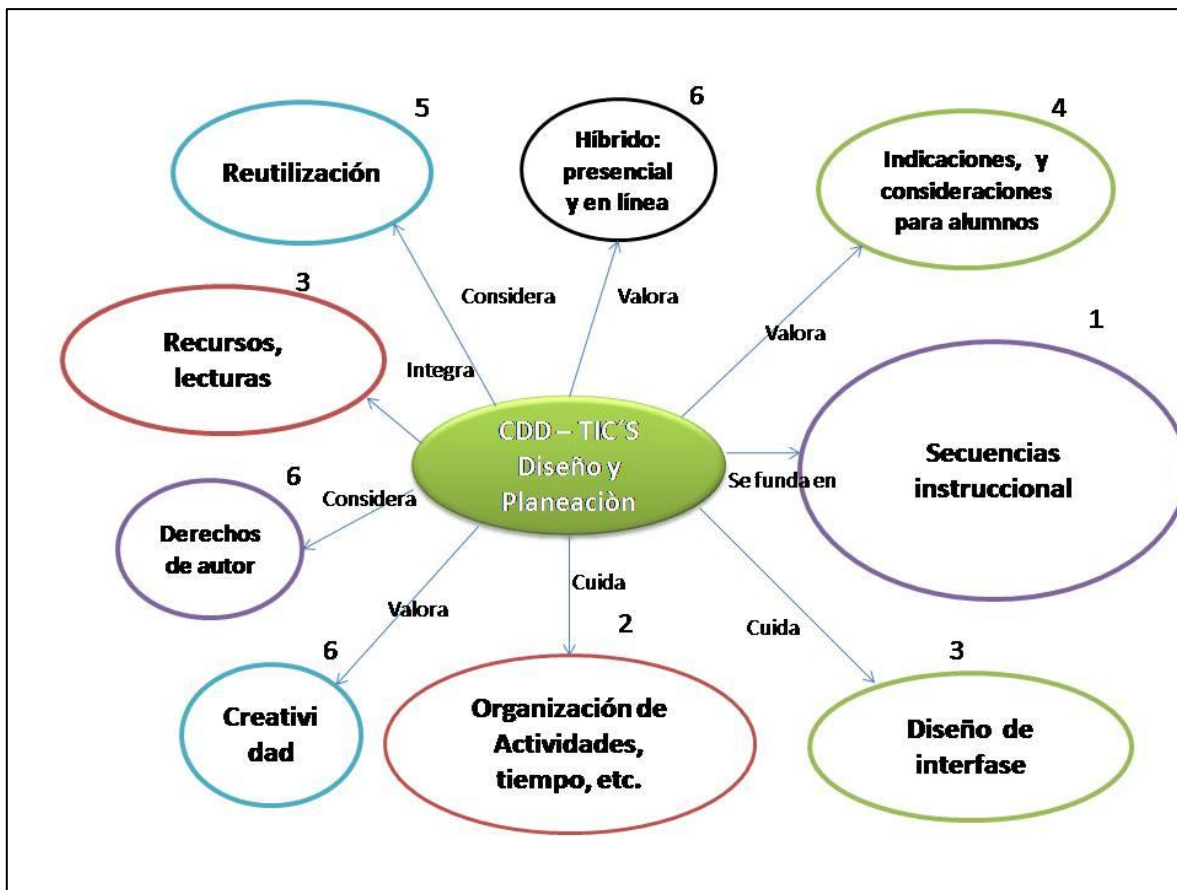 5
Reutilización
6
Híbrido:
presencial
y en línea
4
Indicaciones, y
consideraciones
para alumnos
Considera
Valora
Valora
3
Recursos,
lecturas
Integra
1
Secuencias
instruccional
CDD – TIC´S
Diseño y
Planeaciòn
Se funda en
6
Derechos
de autor
Considera
Valora
Cuida
Cuida
6
Creativi
dad
2
Organización de
Actividades,
tiempo, etc.
3
Diseño de
interfase